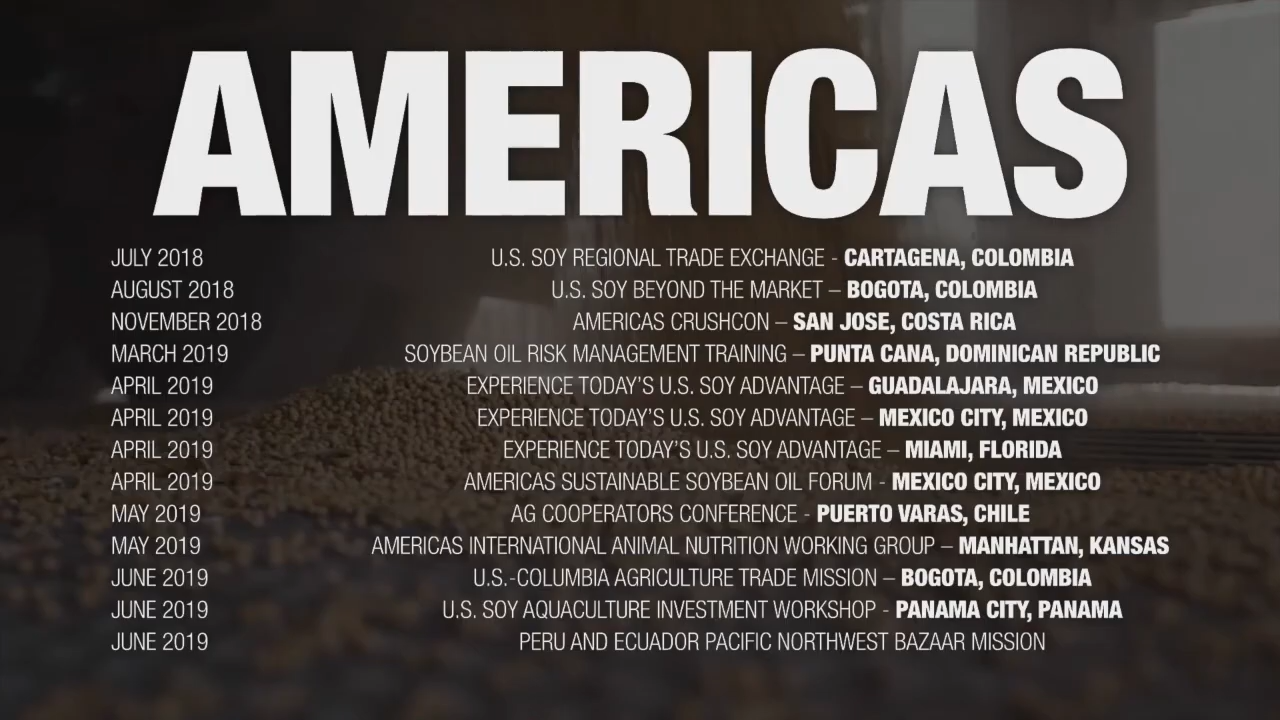 AMERICAS
JULY 2018 U.S. SOY REGIONAL TRADE EXCHANGE - CARTAGENA, COLOMBIA
AUGUST 2018 U.S. SOY BEYOND THE MARKET – BOGOTA, COLOMBIA
NOVEMBER 2018 AMERICAS CRUSHCON – SAN JOSE, COSTA RICA
MARCH 2019 SOYBEAN OIL RISK MANAGEMENT TRAINING – PUNTA CANA, DOMINICAN REPUBLIC
APRIL 2019 EXPERIENCE TODAY'S U.S. SOY ADVANTAGE – GUADALAJARA, MEXICO
APRIL 2019 EXPERIENCE TODAY'S U.S. SOY ADVANTAGE – MEXICO CITY, MEXICO
APRIL 2019 EXPERIENCE TODAY'S U.S. SOY ADVANTAGE – MIAMI, FLORIDA
APRIL 2019 AMERICAS SUSTAINABLE SOYBEAN OIL FORUM - MEXICO CITY, MEXICO
MAY 2019 AG COOPERATORS CONFERENCE - PUERTO VARAS, CHILE
MAY 2019 AMERICAS INTERNATIONAL ANIMAL NUTRITION WORKING GROUP – MANHATTAN, KANSAS
JUNE 2019 U.S.-COLUMBIA AGRICULTURE TRADE MISSION – BOGOTA, COLOMBIA
JUNE 2019 U.S. SOY AQUACULTURE INVESTMENT WORKSHOP - PANAMA CITY, PANAMA
JUNE 2019 PERU AND ECUADOR PACIFIC NORTHWEST BAZAAR MISSION